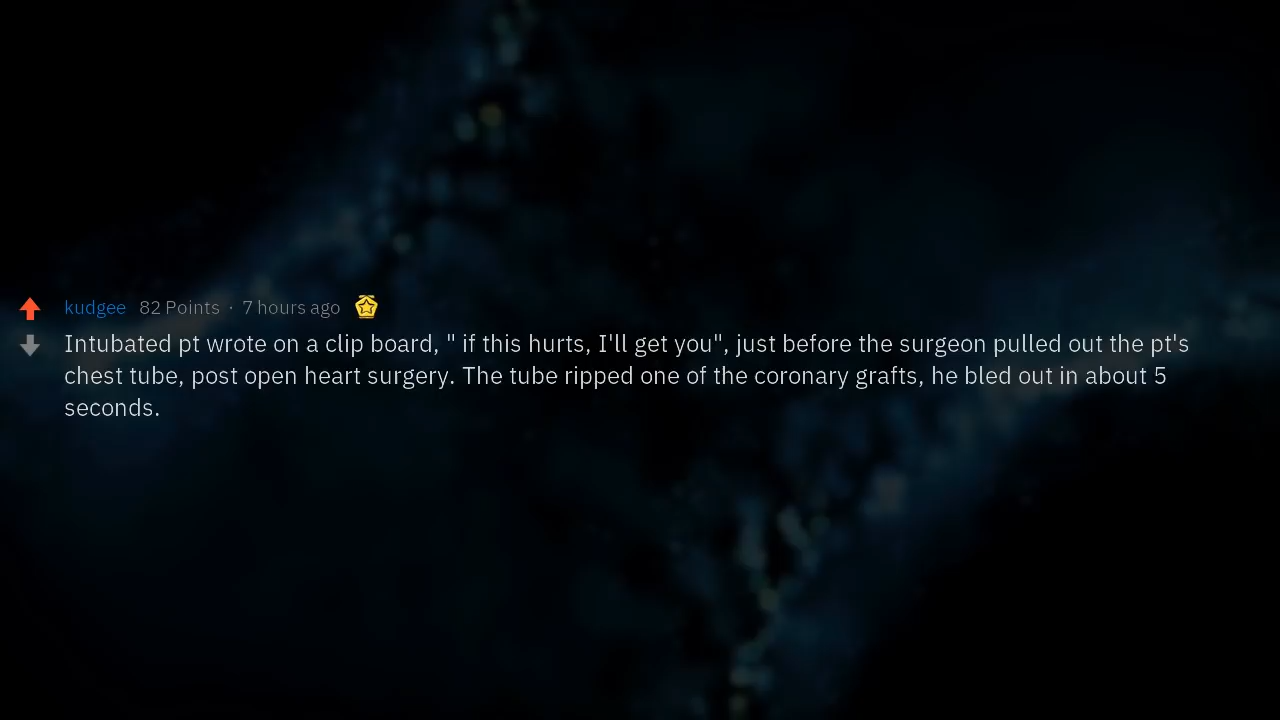 kudgee 82 Points · 7 hours ago
Intubated pt wrote on a clip board, " if this hurts, I'll get you", just before the surgeon pulled out the pt's
chest tube, post open heart surgery. The tube ripped one of the coronary grafts, he bled out in about 5
seconds.